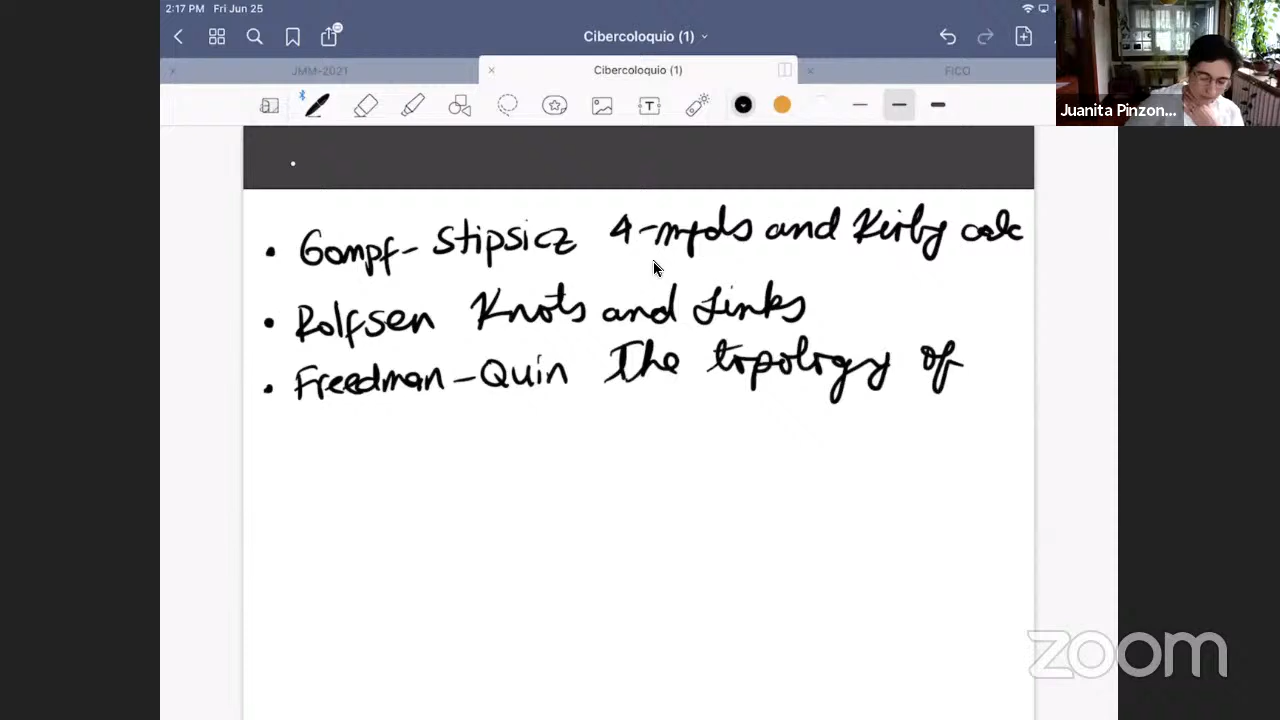 2:17 PM Fri Jun 25
Cibercoloquio (1)
JMM-2021
Cibercoloquio (1)
FICO
Juanita Pinzon...
• Gompf - Stipsicz 4-mfds and Kirby calc
• Rolfsen Knots and Links
• Freedman - Quin The topology of
zoom